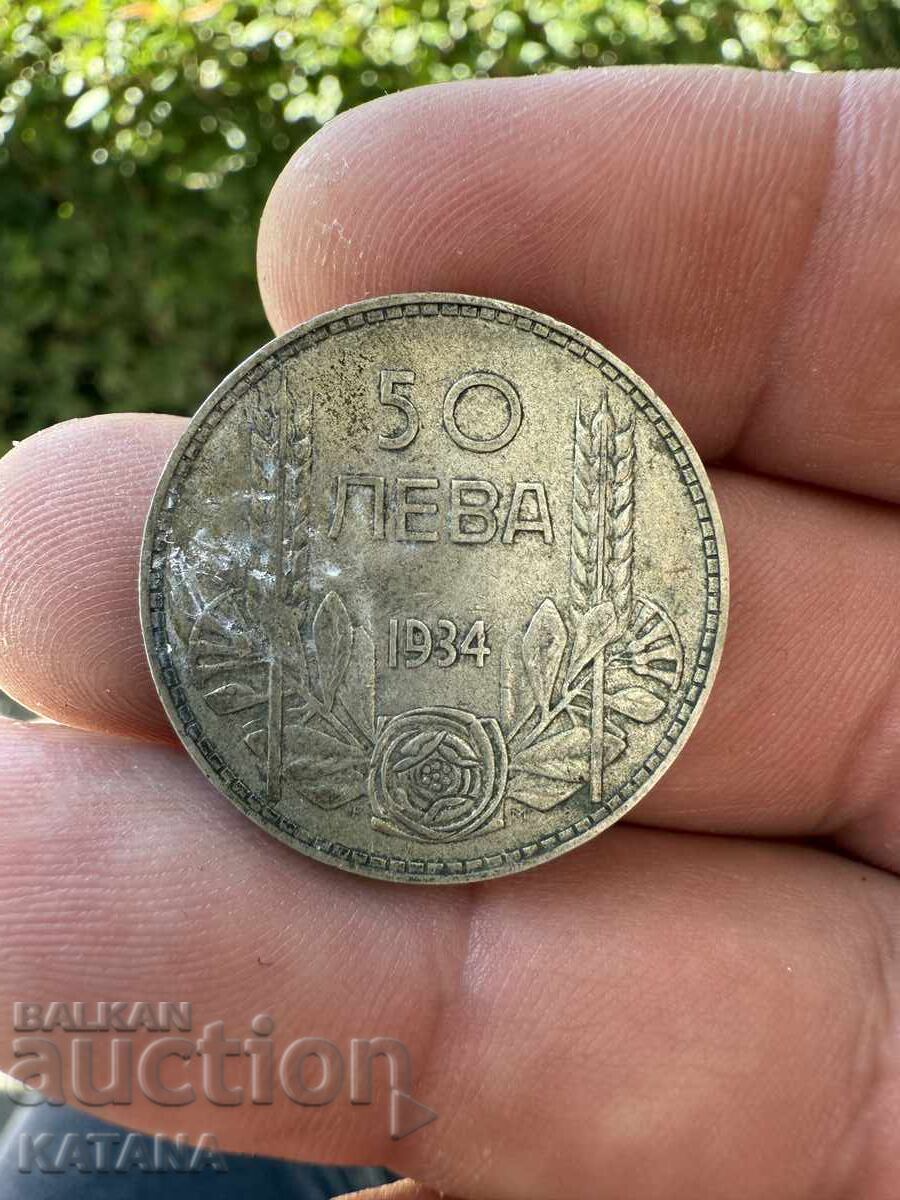 50
ЛЕВА
1934
BALKAN
auction
KATANA